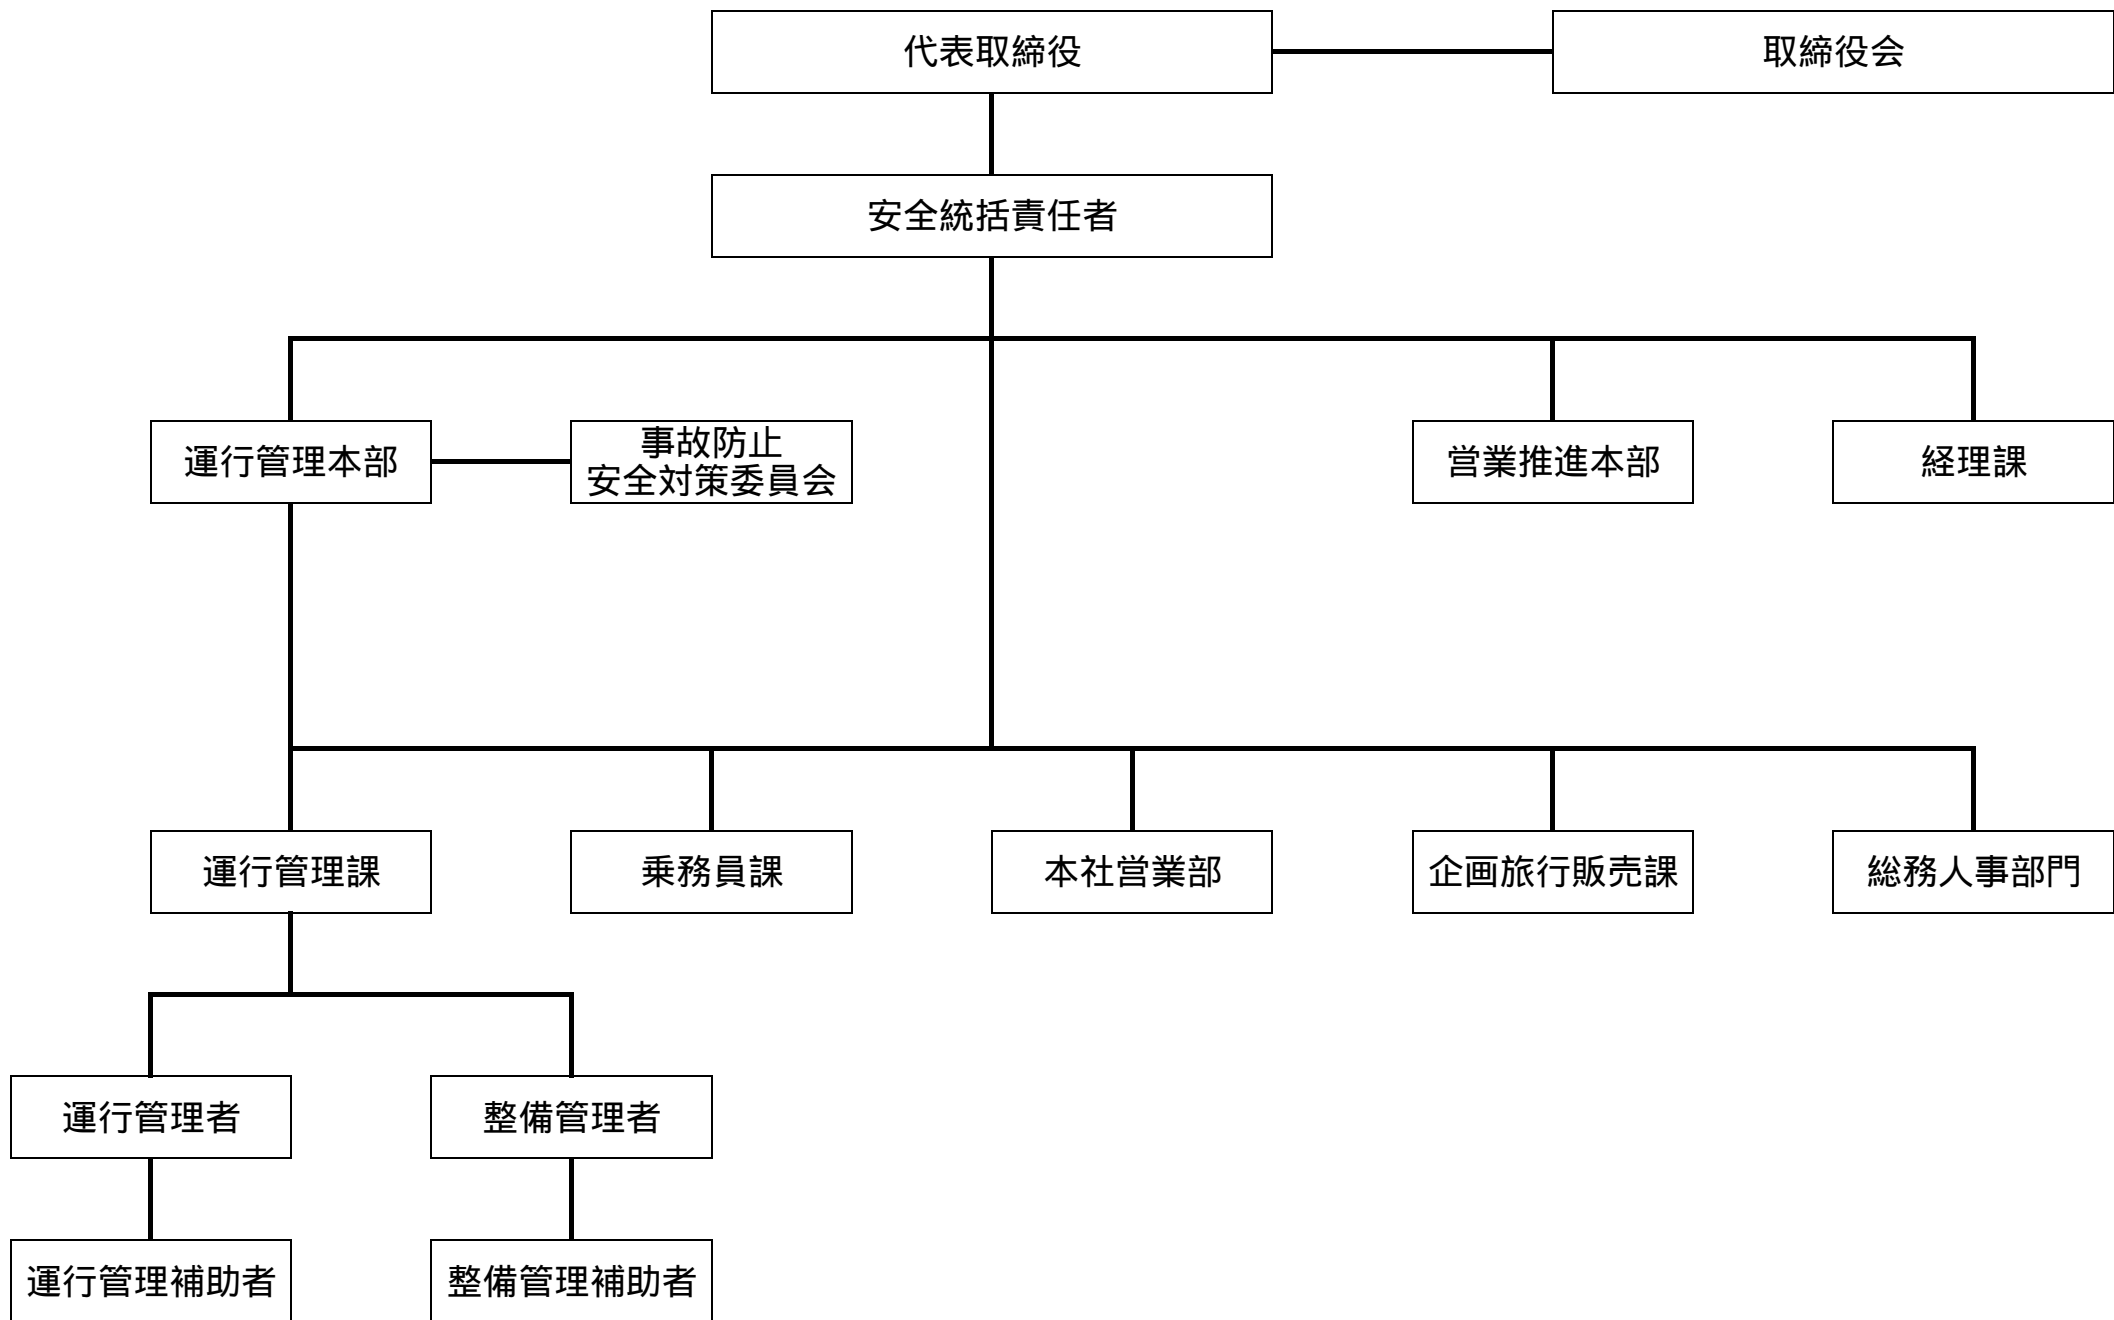 代表取締役
取締役会
安全統括責任者
運行管理本部
事故防止
安全対策委員会
営業推進本部
経理課
運行管理課
乗務員課
本社営業部
企画旅行販売課
総務人事部門
運行管理者
整備管理者
運行管理補助者
整備管理補助者